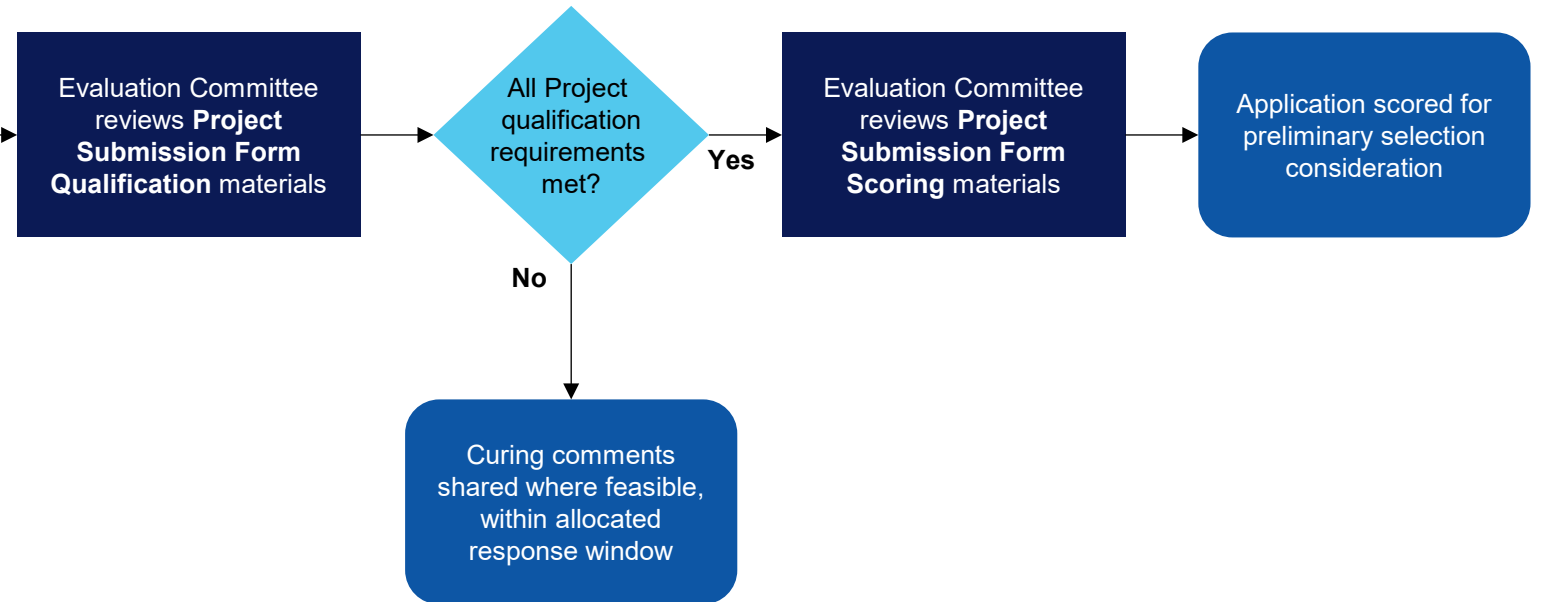 Evaluation Committee
reviews Project
Submission Form
Qualification materials
All Project
qualification
requirements
met?
Yes
No
Evaluation Committee
reviews Project
Submission Form
Scoring materials
Application scored for
preliminary selection
consideration
Curing comments
shared where feasible,
within allocated
response window